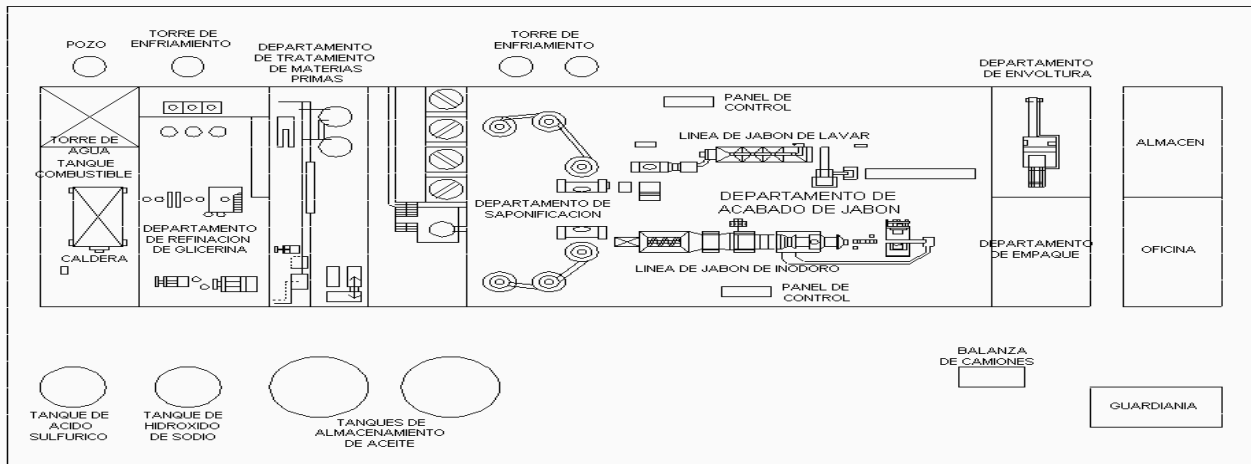 POZO
TORRE DE
ENFRIAMIENTO
DEPARTAMENTO
DE TRATAMIENTO
DE MATERIAS
PRIMAS
TORRE DE
ENFRIAMIENTO
DEPARTAMENTO
DE ENVOLTURA
PANEL DE
CONTROL
TORRE DE
AGUA
TANQUE
COMBUSTIBLE
LINEA DE JABON DE LAVAR
ALMACEN
DEPARTAMENTO DE
SAPONIFICACION
DEPARTAMENTO DE
ACABADO DE JABON
DEPARTAMENTO
DE REFINACION
DE GLICERINA
CALDERA
DEPARTAMENTO
DE EMPAQUE
OFICINA
LINEA DE JABON DE INODORO
PANEL DE
CONTROL
BALANZA
DE CAMIONES
GUARDIANIA
TANQUE DE
ACIDO
SULFURICO
TANQUE DE
HIDROXIDO
DE SODIO
TANQUES DE
ALMACENAMIENTO
DE ACEITE